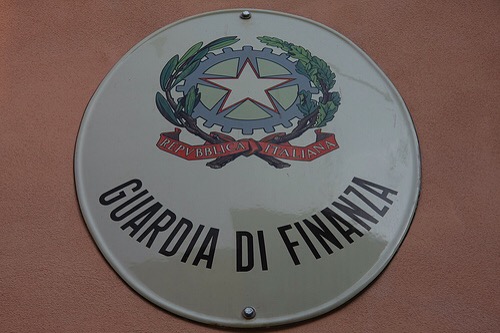 REPVBBLICA ITALIANA
GUARDIA DI FINANZA